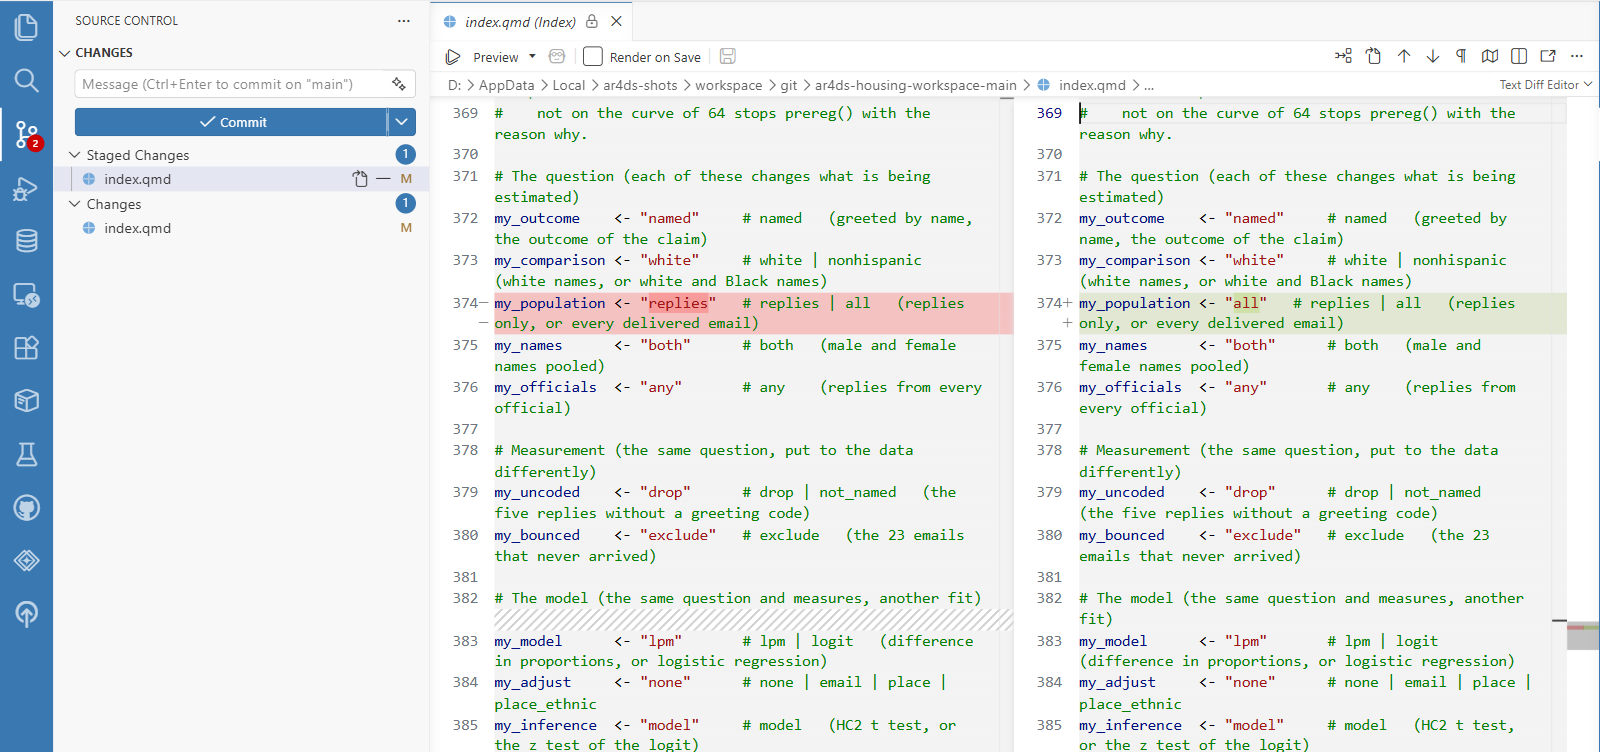 SOURCE CONTROL
...
CHANGES
Message (Ctrl+Enter to commit on "main")
Commit
Staged Changes
1
index.qmd
M
Changes
1
index.qmd
M
2
index.qmd (Index)
Preview
Render on Save
...
D: > AppData > Local > ar4ds-shots > workspace > git > ar4ds-housing-workspace-main > index.qmd > ...
Text Diff Editor
369 #    not on the curve of 64 stops prereg() with the
reason why.
370
371 # The question (each of these changes what is being
estimated)
372 my_outcome    <- "named"     # named   (greeted by name,
the outcome of the claim)
373 my_comparison <- "white"     # white | nonhispanic
(white names, or white and Black names)
374− my_population <- "replies"   # replies | all   (replies
− only, or every delivered email)
375 my_names      <- "both"      # both   (male and female
names pooled)
376 my_officials  <- "any"       # any    (replies from every
official)
377
378 # Measurement (the same question, put to the data
differently)
379 my_uncoded    <- "drop"      # drop | not_named   (the
five replies without a greeting code)
380 my_bounced    <- "exclude"   # exclude   (the 23 emails
that never arrived)
381
382 # The model (the same question and measures, another fit)
383 my_model      <- "lpm"       # lpm | logit   (difference
in proportions, or logistic regression)
384 my_adjust     <- "none"      # none | email | place |
place_ethnic
385 my_inference  <- "model"     # model   (HC2 t test, or
the z test of the logit)
369 #    not on the curve of 64 stops prereg() with the
reason why.
370
371 # The question (each of these changes what is being
estimated)
372 my_outcome    <- "named"     # named   (greeted by
name, the outcome of the claim)
373 my_comparison <- "white"     # white | nonhispanic
(white names, or white and Black names)
374+ my_population <- "all"   # replies | all   (replies
+ only, or every delivered email)
375 my_names      <- "both"      # both   (male and
female names pooled)
376 my_officials  <- "any"       # any    (replies from
every official)
377
378 # Measurement (the same question, put to the data
differently)
379 my_uncoded    <- "drop"      # drop | not_named
(the five replies without a greeting code)
380 my_bounced    <- "exclude"   # exclude   (the 23
emails that never arrived)
381
382 # The model (the same question and measures, another
fit)
383 my_model      <- "lpm"       # lpm | logit
(difference in proportions, or logistic regression)
384 my_adjust     <- "none"      # none | email | place |
place_ethnic
385 my_inference  <- "model"     # model   (HC2 t test,
or the z test of the logit)